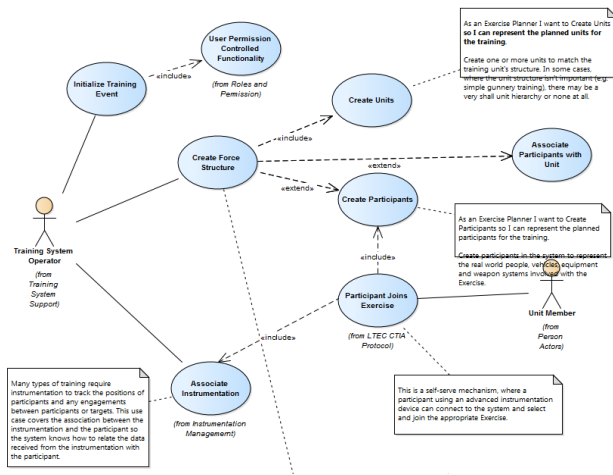 As an Exercise Planner I want to Create Units
so I can represent the planned units for
the training.
Create one or more units to match the
training unit's structure. In some cases,
where the unit structure isn't important (e.g.
simple gunnery training), there may be a
very shall unit hierarchy or none at all.
User Permission
Controlled
Functionality
(from Roles and
Permission)
Initialize Training
Event
«include»
Create Units
«include»
Create Force
Structure
Associate
Participants with
Unit
«extend»
«extend»
Create Participants
As an Exercise Planner I want to Create
Participants so I can represent the planned
participants for the training.
Create participants in the system to represent
the real world people, vehicles, equipment
and weapon systems involved with the
Exercise.
Training System
Operator
(from
Training
System
Support)
«include»
Participant Joins
Exercise
(from LTEC CTIA
Protocol)
Unit Member
(from
Person
Actors)
«include»
Many types of training require
instrumentation to track the positions of
participants and any engagements
between participants or targets. This use
case covers the association between the
instrumentation and the participant so
the system knows how to relate the data
received from the instrumentation with
the participant.
Associate
Instrumentation
(from Instrumentation
Management)
This is a self-serve mechanism, where a
participant using an advanced instrumentation
device can connect to the system and select
and join the appropriate Exercise.